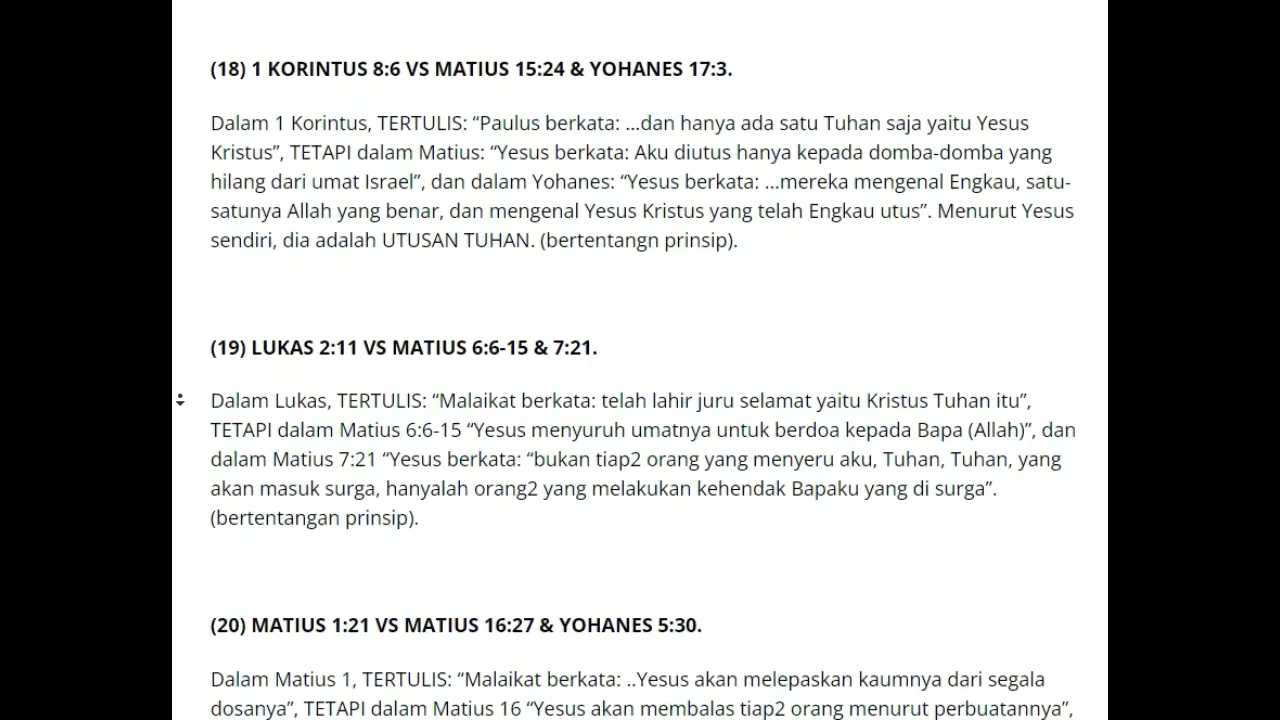 (18) 1 KORINTUS 8:6 VS MATIUS 15:24 & YOHANES 17:3.
Dalam 1 Korintus, TERTULIS: “Paulus berkata: ...dan hanya ada satu Tuhan saja yaitu Yesus
Kristus”, TETAPI dalam Matius: “Yesus berkata: Aku diutus hanya kepada domba-domba yang
hilang dari umat Israel”, dan dalam Yohanes: “Yesus berkata: ...mereka mengenal Engkau, satu-
satunya Allah yang benar, dan mengenal Yesus Kristus yang telah Engkau utus”. Menurut Yesus
sendiri, dia adalah UTUSAN TUHAN. (bertentangn prinsip).
(19) LUKAS 2:11 VS MATIUS 6:6-15 & 7:21.
Dalam Lukas, TERTULIS: “Malaikat berkata: telah lahir juru selamat yaitu Kristus Tuhan itu”,
TETAPI dalam Matius 6:6-15 “Yesus menyuruh umatnya untuk berdoa kepada Bapa (Allah)”, dan
dalam Matius 7:21 “Yesus berkata: “bukan tiap2 orang yang menyeru aku, Tuhan, Tuhan, yang
akan masuk surga, hanyalah orang2 yang melakukan kehendak Bapaku yang di surga”.
(bertentangan prinsip).
(20) MATIUS 1:21 VS MATIUS 16:27 & YOHANES 5:30.
Dalam Matius 1, TERTULIS: “Malaikat berkata: ..Yesus akan melepaskan kaumnya dari segala
dosanya”, TETAPI dalam Matius 16 “Yesus akan membalas tiap2 orang menurut perbuatannya”,